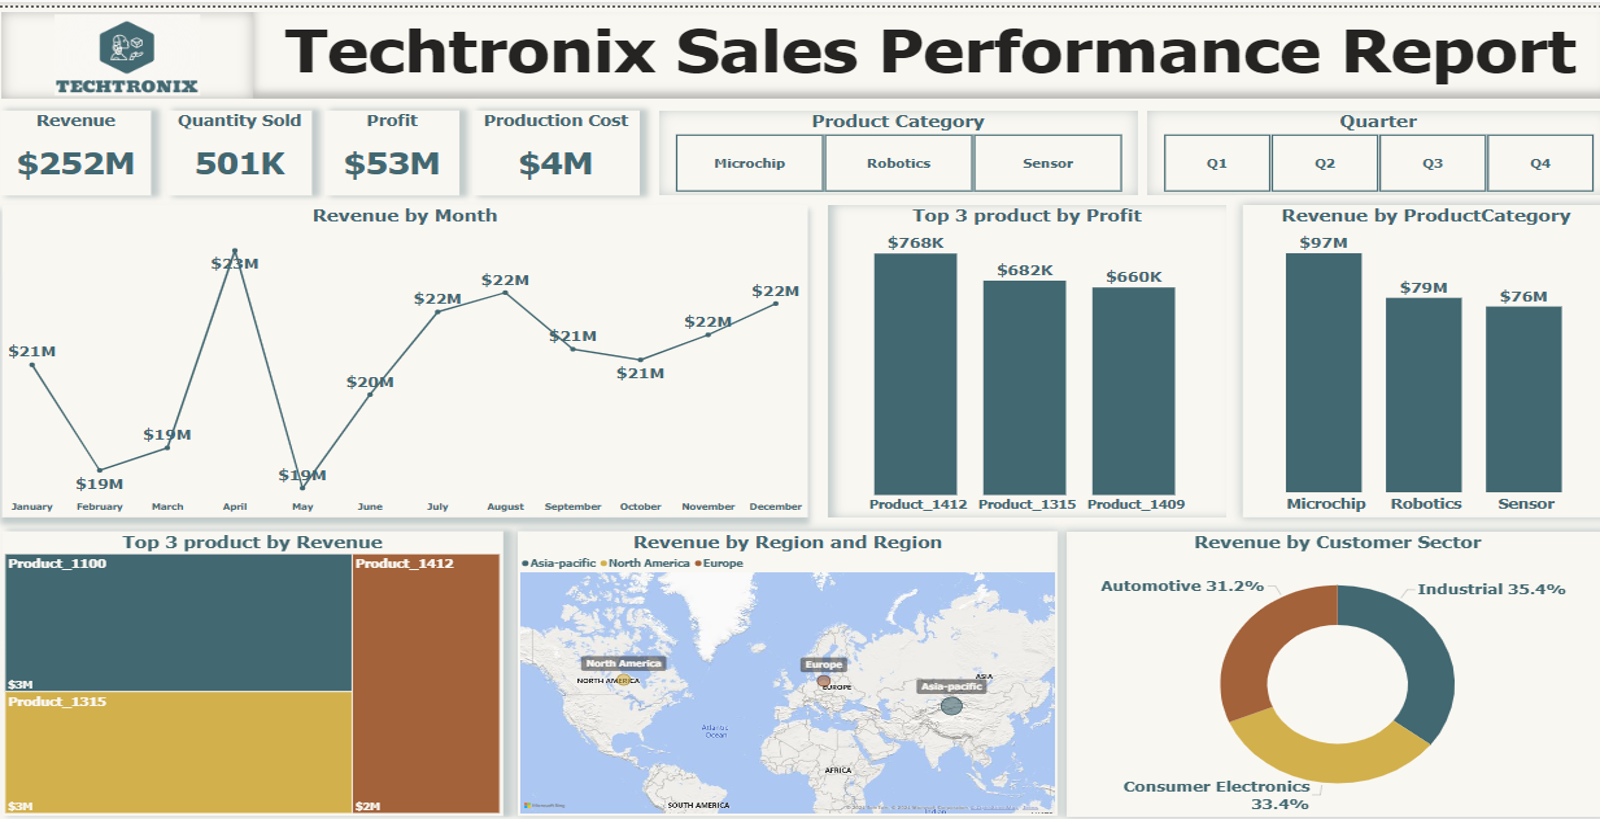 TECHTRONIX
Techtronix Sales Performance Report
Revenue
$252M
Quantity Sold
501K
Profit
$53M
Production Cost
$4M
Product Category
Microchip
Robotics
Sensor
Quarter
Q1
Q2
Q3
Q4
Revenue by Month
$21M
$19M
$19M
$23M
$19M
$20M
$22M
$22M
$21M
$21M
$22M
$22M
January
February
March
April
May
June
July
August
September
October
November
December
Top 3 product by Profit
$768K
$682K
$660K
Product_1412
Product_1315
Product_1409
Revenue by ProductCategory
$97M
$79M
$76M
Microchip
Robotics
Sensor
Top 3 product by Revenue
Product_1100
$3M
Product_1315
$3M
Product_1412
$2M
Revenue by Region and Region
Asia-pacific
North America
Europe
North America
NORTH AMERICA
Europe
EUROPE
ASIA
Asia-pacific
Atlantic
Ocean
AFRICA
SOUTH AMERICA
Microsoft Bing
Revenue by Customer Sector
Automotive 31.2%
Industrial 35.4%
Consumer Electronics
33.4%